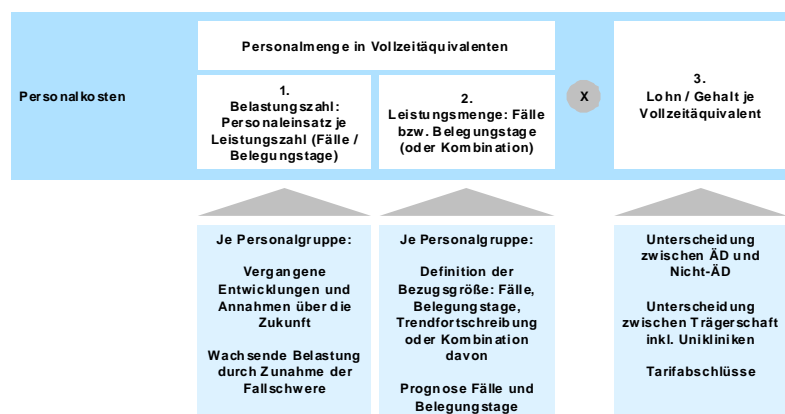 Personalkosten
Personalmenge in Vollzeitäquivalenten
1.
Belastungszahl:
Personaleinsatz je
Leistungszahl (Fälle /
Belegungstage)
2.
Leistungsmenge: Fälle
bzw. Belegungstage
(oder Kombination)
X
3.
Lohn / Gehalt je
Vollzeitäquivalent
Je Personalgruppe:
Vergangene
Entwicklungen und
Annahmen über die
Zukunft
Wachsende Belastung
durch Zunahme der
Fallschwere
Je Personalgruppe:
Definition der
Bezugsgröße: Fälle,
Belegungstage,
Trendfortschreibung
oder Kombination
davon
Prognose Fälle und
Belegungstage
Unterscheidung
zwischen ÄD und
Nicht-ÄD
Unterscheidung
zwischen Trägerschaft
inkl. Unikliniken
Tarifabschlüsse